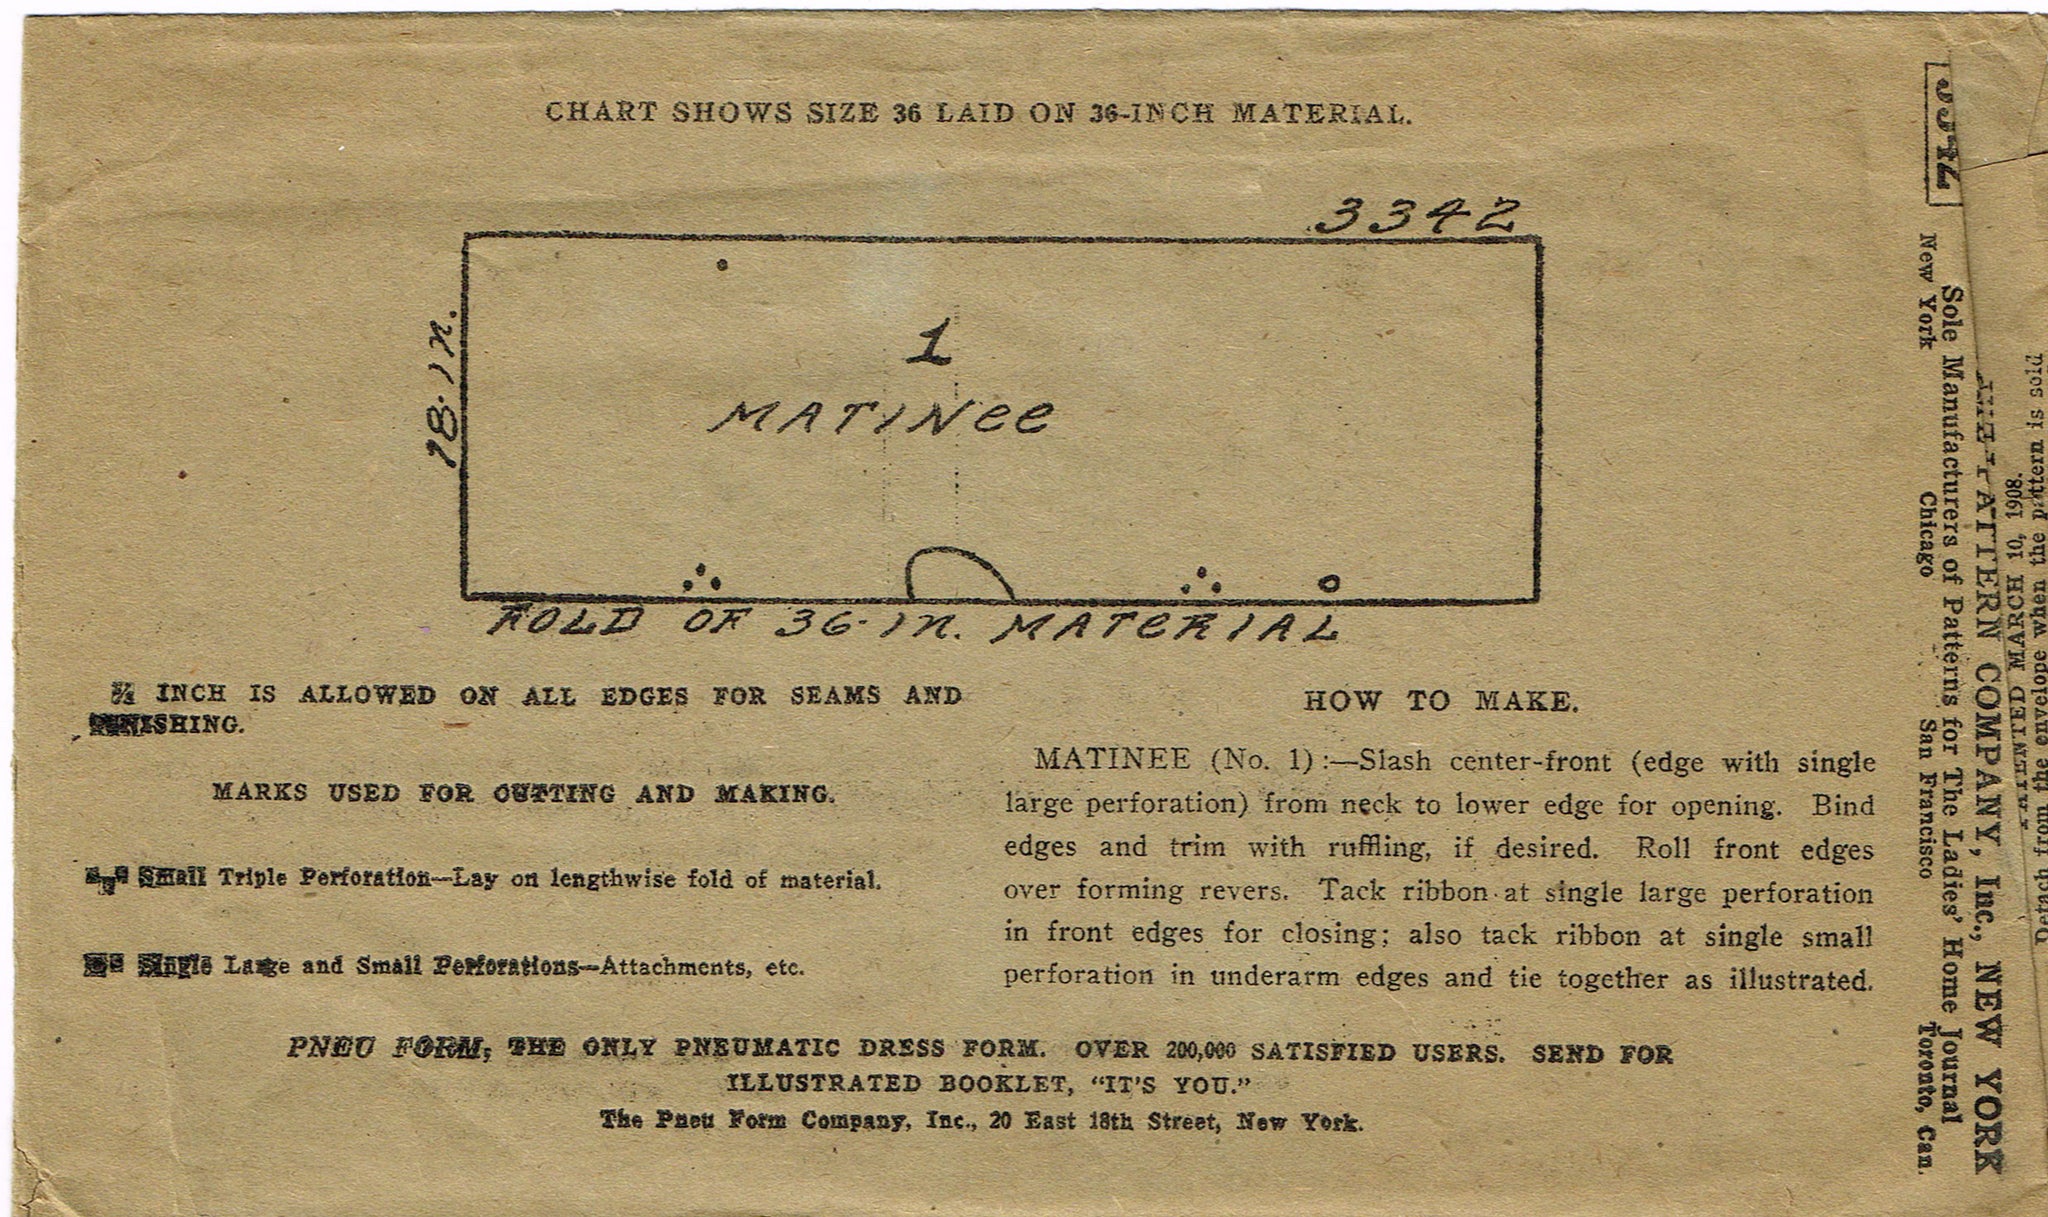 CHART SHOWS SIZE 36 LAID ON 36-INCH MATERIAL.
3342
18-IN.
1
MATINEE
FOLD OF 36-IN. MATERIAL
INCH IS ALLOWED ON ALL EDGES FOR SEAMS AND
FINISHING.
MARKS USED FOR CUTTING AND MAKING.
Small Triple Perforation—Lay on lengthwise fold of material.
Single Large and Small Perforations—Attachments, etc.
HOW TO MAKE.
MATINEE (No. 1):—Slash center-front (edge with single
large perforation) from neck to lower edge for opening. Bind
edges and trim with ruffling, if desired. Roll front edges
over forming revers. Tack ribbon at single large perforation
in front edges for closing; also tack ribbon at single small
perforation in underarm edges and tie together as illustrated.
PNEU FORM, THE ONLY PNEUMATIC DRESS FORM. OVER 200,000 SATISFIED USERS. SEND FOR
ILLUSTRATED BOOKLET, “IT’S YOU.”
The Pneu Form Company, Inc., 20 East 18th Street, New York.
Detach from the envelope when the pattern is sold
PATENTED MARCH 10, 1908.
PATTERN COMPANY, Inc., NEW YORK
Sole Manufacturers of Patterns for The Ladies’ Home Journal
New York Chicago San Francisco Toronto, Can.
3342